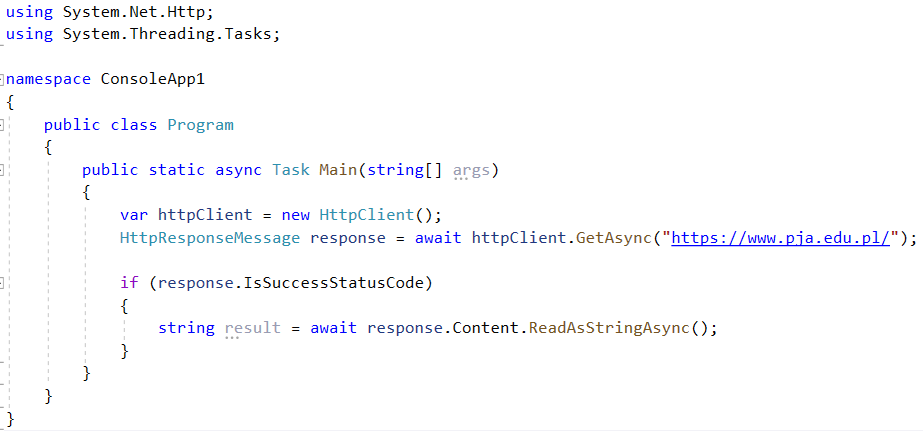 using System.Net.Http;
using System.Threading.Tasks;
namespace ConsoleApp1
{
public class Program
{
public static async Task Main(string[] args)
{
var httpClient = new HttpClient();
HttpResponseMessage response = await httpClient.GetAsync("https://www.pja.edu.pl/");
if (response.IsSuccessStatusCode)
{
string result = await response.Content.ReadAsStringAsync();
}
}
}
}